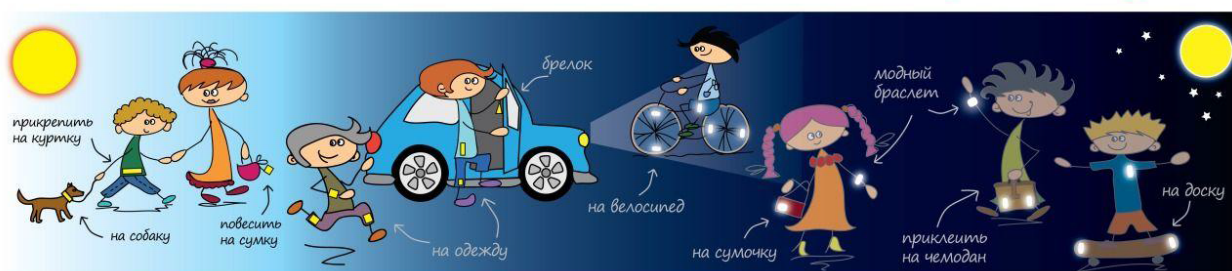 прикрепить
на куртку
на собаку
повесить
на сумку
на одежду
брелок
на велосипед
на сумочку
модный
браслет
приклеить
на чемодан
на доску